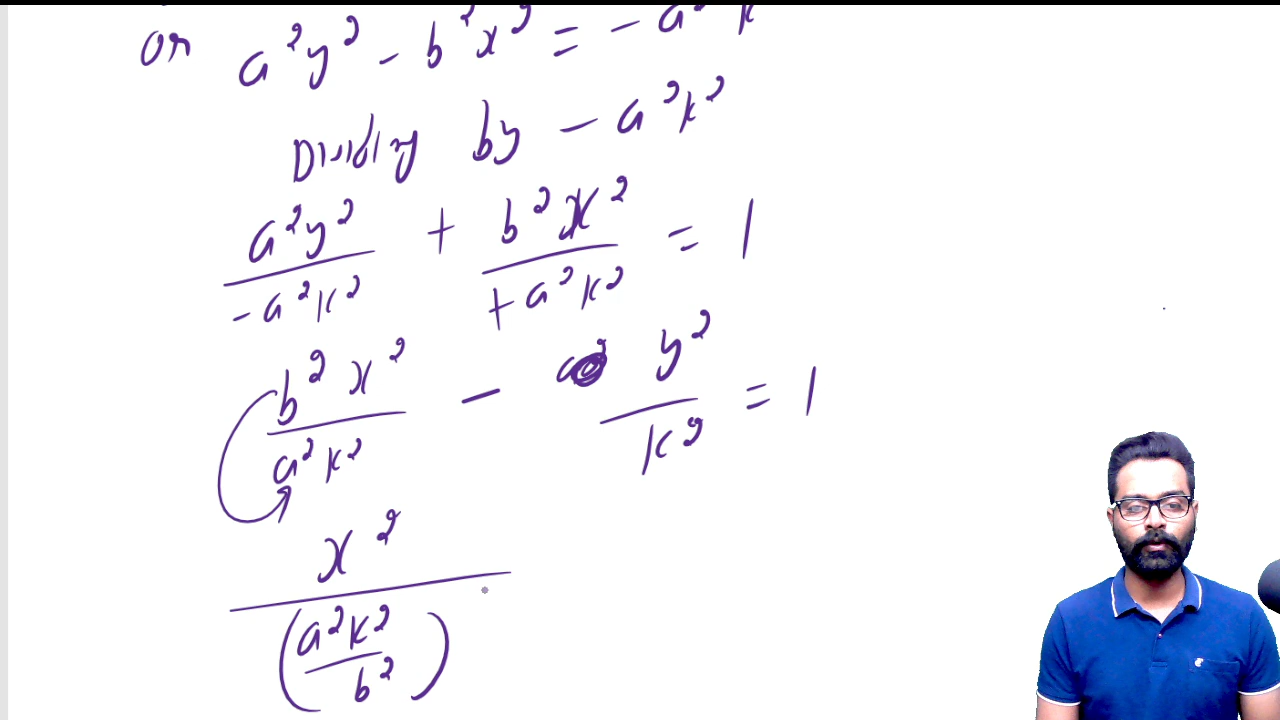 or a²y² - b²x² = - a²k
Dividing by - a²k²
a²y²/-a²k² + b²x²/+a²k² = 1
b²x²/a²k² - y²/k² = 1
x²/(a²k²/b²)